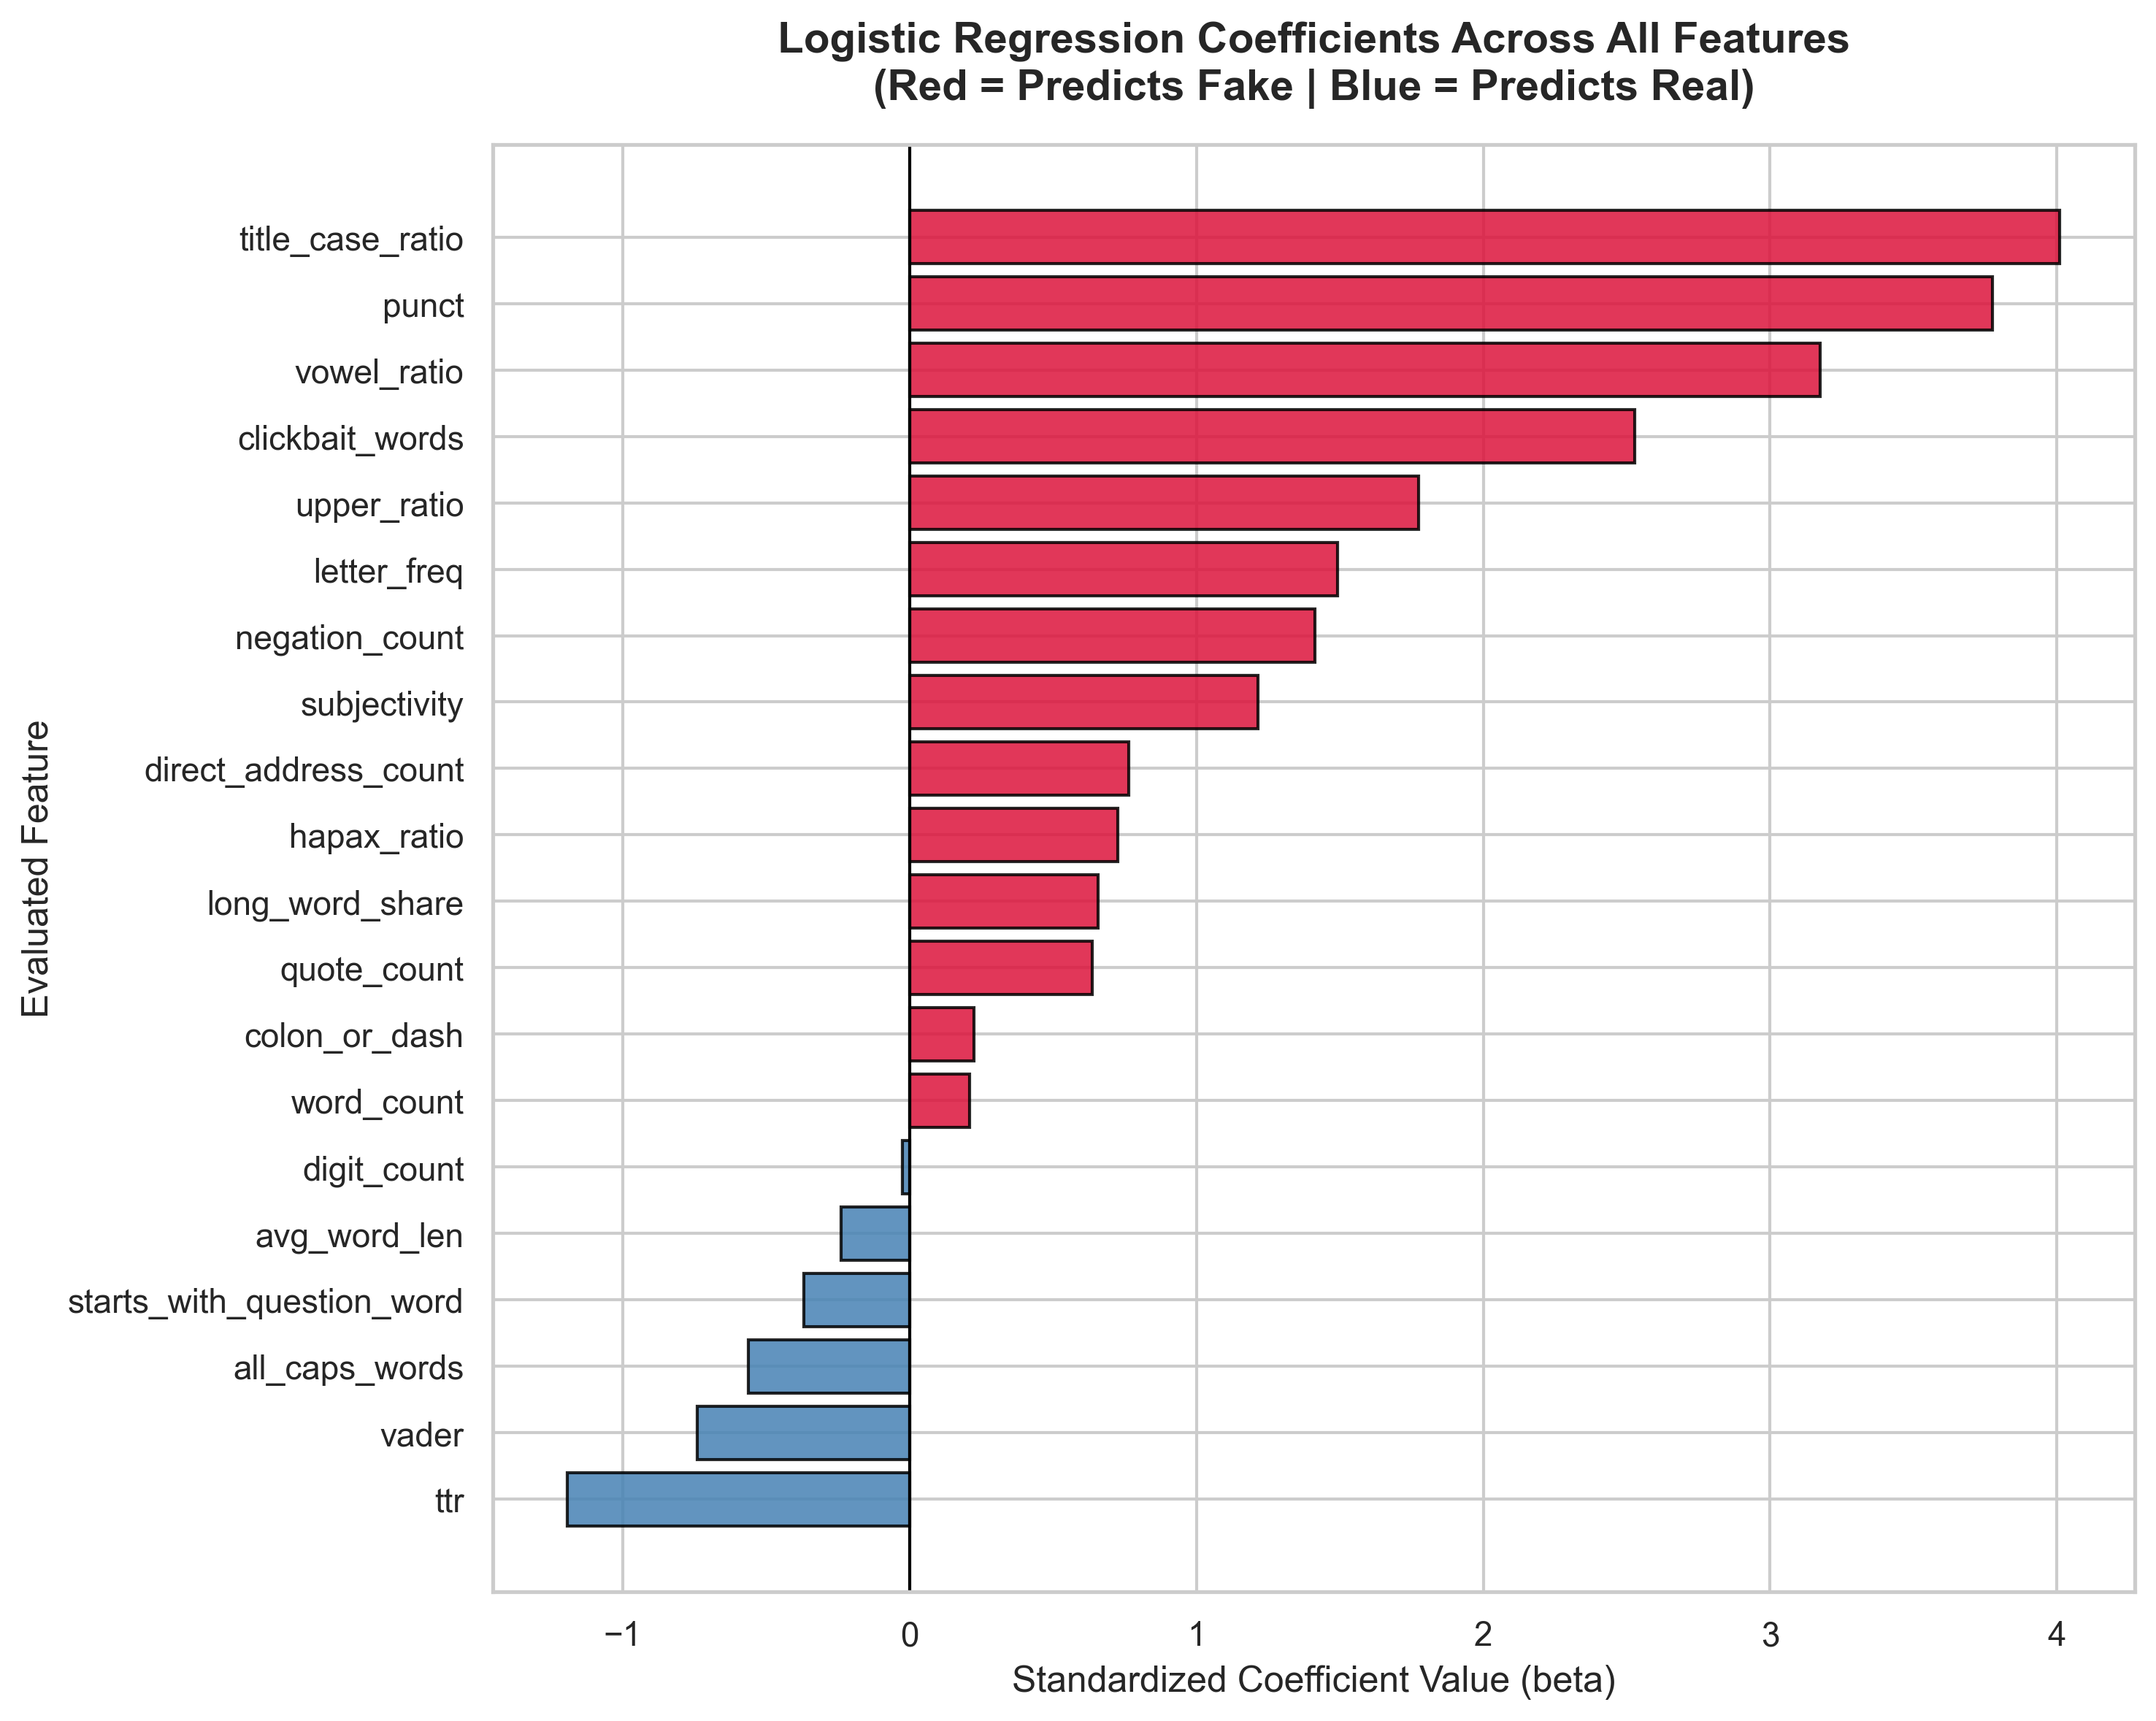 Logistic Regression Coefficients Across All Features
(Red = Predicts Fake | Blue = Predicts Real)
Evaluated Feature
title_case_ratio
punct
vowel_ratio
clickbait_words
upper_ratio
letter_freq
negation_count
subjectivity
direct_address_count
hapax_ratio
long_word_share
quote_count
colon_or_dash
word_count
digit_count
avg_word_len
starts_with_question_word
all_caps_words
vader
ttr
−1 0 1 2 3 4
Standardized Coefficient Value (beta)